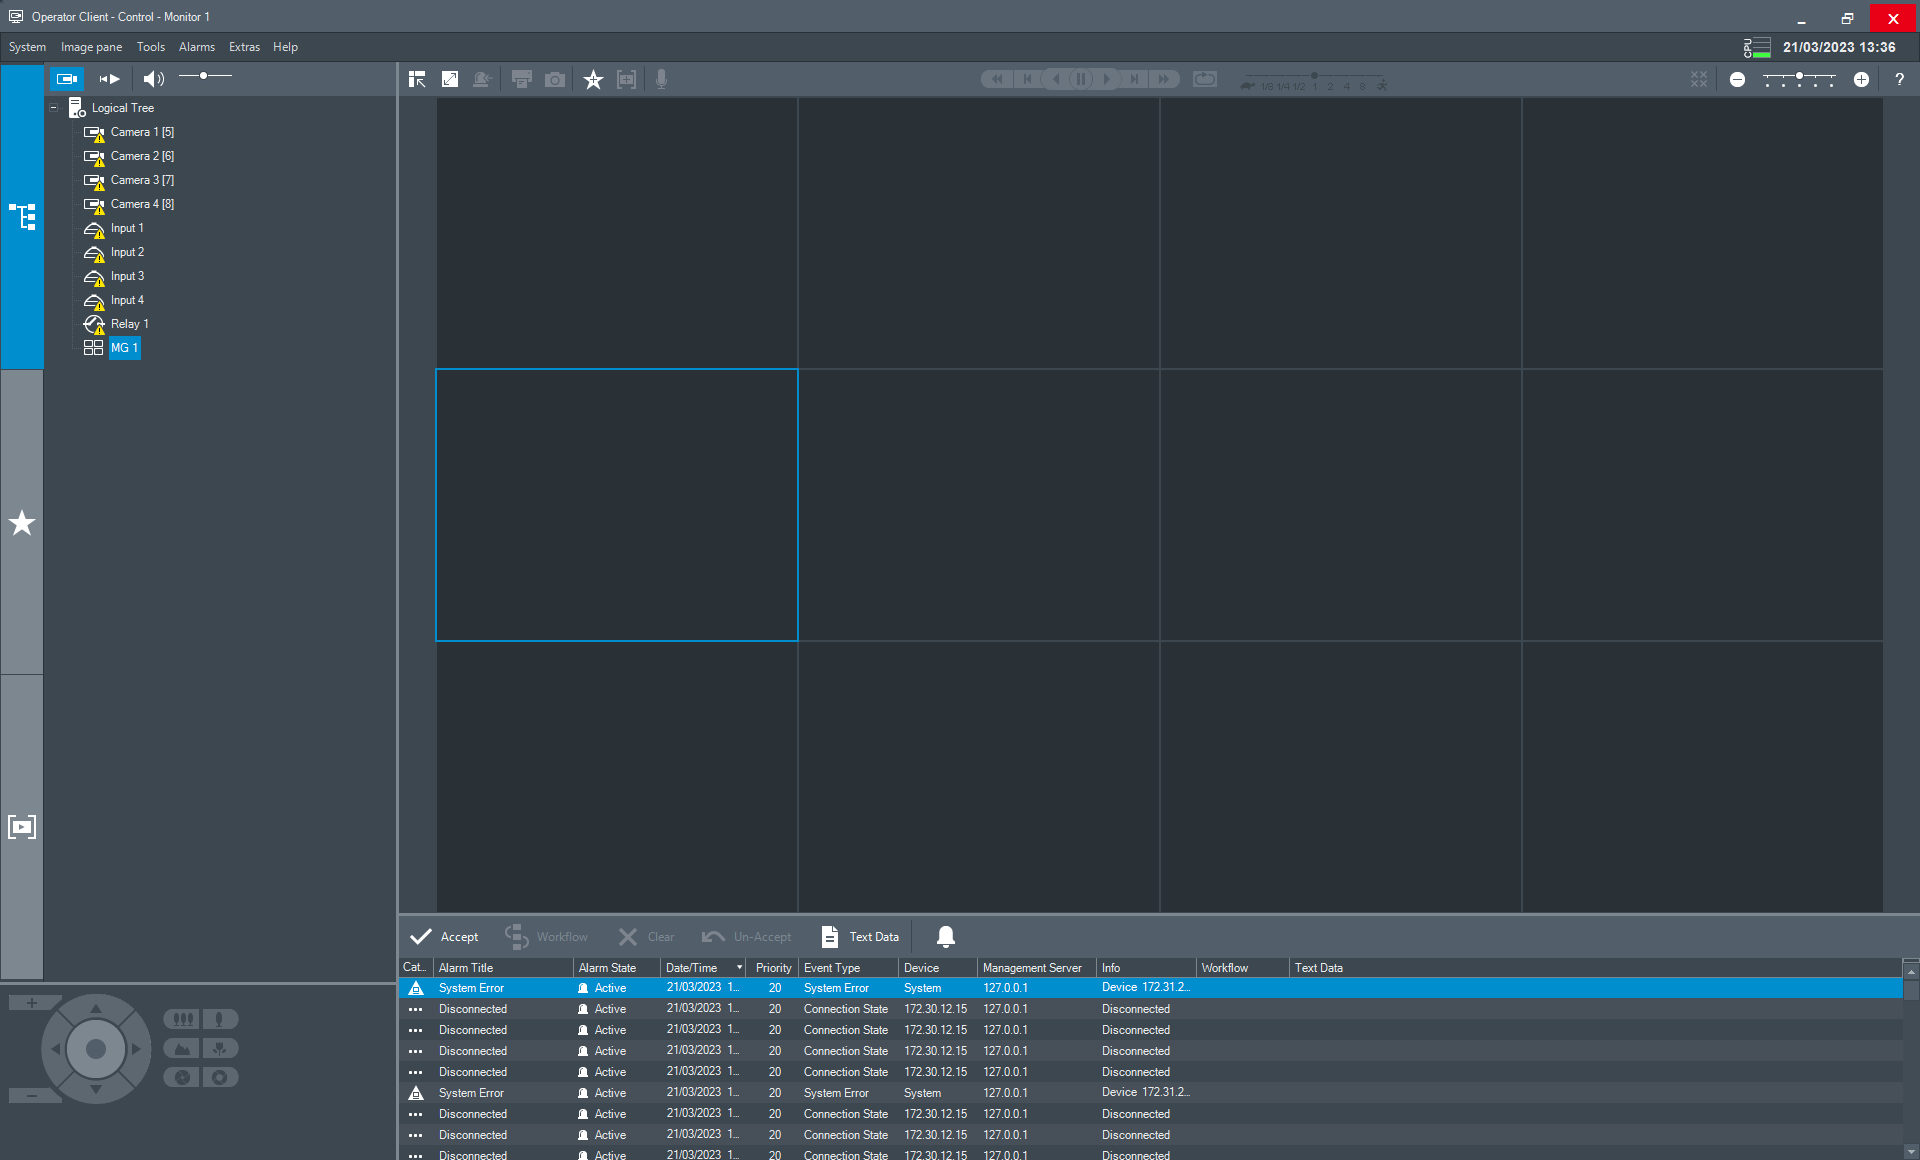 Operator Client - Control - Monitor 1
System Image pane Tools Alarms Extras Help
CPU 21/03/2023 13:36
1/8 1/4 1/2 1 2 4 8
?
Logical Tree
Camera 1 [5]
Camera 2 [6]
Camera 3 [7]
Camera 4 [8]
Input 1
Input 2
Input 3
Input 4
Relay 1
MG 1
Accept Workflow Clear Un-Accept Text Data
Cat... Alarm Title Alarm State Date/Time Priority Event Type Device Management Server Info Workflow Text Data
System Error Active 21/03/2023 1... 20 System Error System 127.0.0.1 Device 172.31.2...
Disconnected Active 21/03/2023 1... 20 Connection State 172.30.12.15 127.0.0.1 Disconnected
Disconnected Active 21/03/2023 1... 20 Connection State 172.30.12.15 127.0.0.1 Disconnected
Disconnected Active 21/03/2023 1... 20 Connection State 172.30.12.15 127.0.0.1 Disconnected
Disconnected Active 21/03/2023 1... 20 Connection State 172.30.12.15 127.0.0.1 Disconnected
System Error Active 21/03/2023 1... 20 System Error System 127.0.0.1 Device 172.31.2...
Disconnected Active 21/03/2023 1... 20 Connection State 172.30.12.15 127.0.0.1 Disconnected
Disconnected Active 21/03/2023 1... 20 Connection State 172.30.12.15 127.0.0.1 Disconnected
Disconnected Active 21/03/2023 1... 20 Connection State 172.30.12.15 127.0.0.1 Disconnected